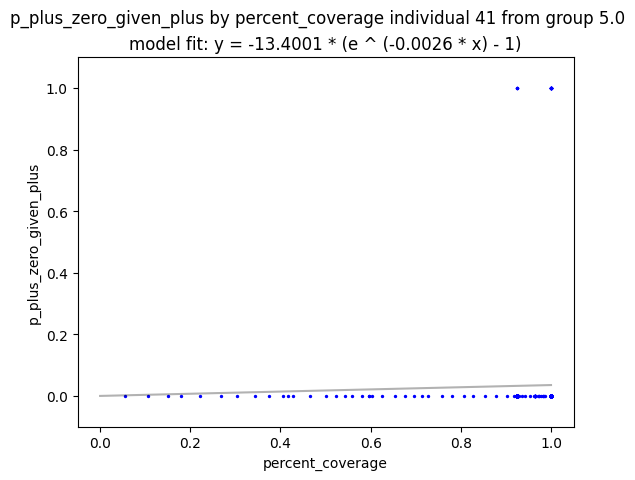 p_plus_zero_given_plus by percent_coverage individual 41 from group 5.0
model fit: y = -13.4001 * (e ^ (-0.0026 * x) - 1)
1.0
0.8
0.6
0.4
0.2
0.0
p_plus_zero_given_plus
0.0 0.2 0.4 0.6 0.8 1.0
percent_coverage